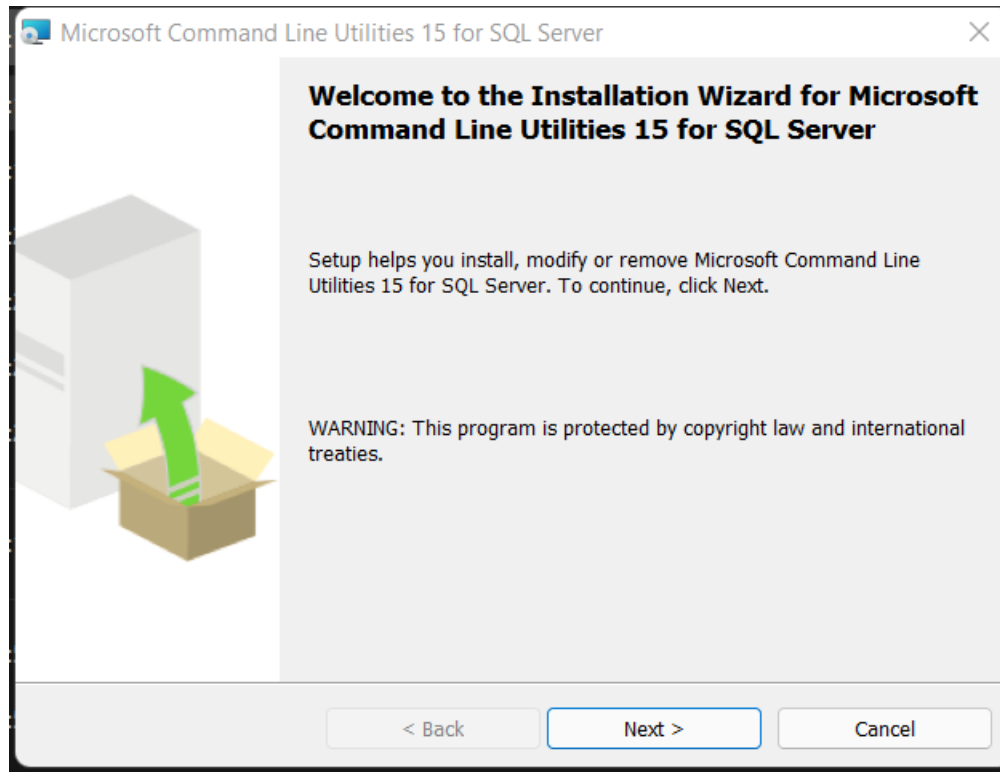 Microsoft Command Line Utilities 15 for SQL Server
Welcome to the Installation Wizard for Microsoft
Command Line Utilities 15 for SQL Server
Setup helps you install, modify or remove Microsoft Command Line
Utilities 15 for SQL Server. To continue, click Next.
WARNING: This program is protected by copyright law and international
treaties.
< Back
Next >
Cancel